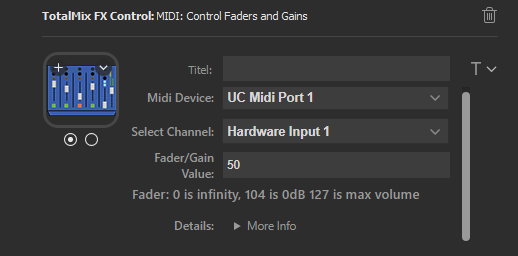 TotalMix FX Control: MIDI: Control Faders and Gains
Titel:
T
Midi Device: UC Midi Port 1
Select Channel: Hardware Input 1
Fader/Gain
Value: 50
Fader: 0 is infinity, 104 is 0dB 127 is max volume
Details: More Info